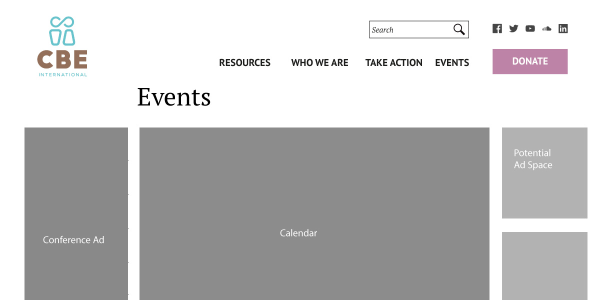 CBE
INTERNATIONAL
Search
RESOURCES WHO WE ARE TAKE ACTION EVENTS DONATE
Events
Conference Ad
Calendar
Potential
Ad Space